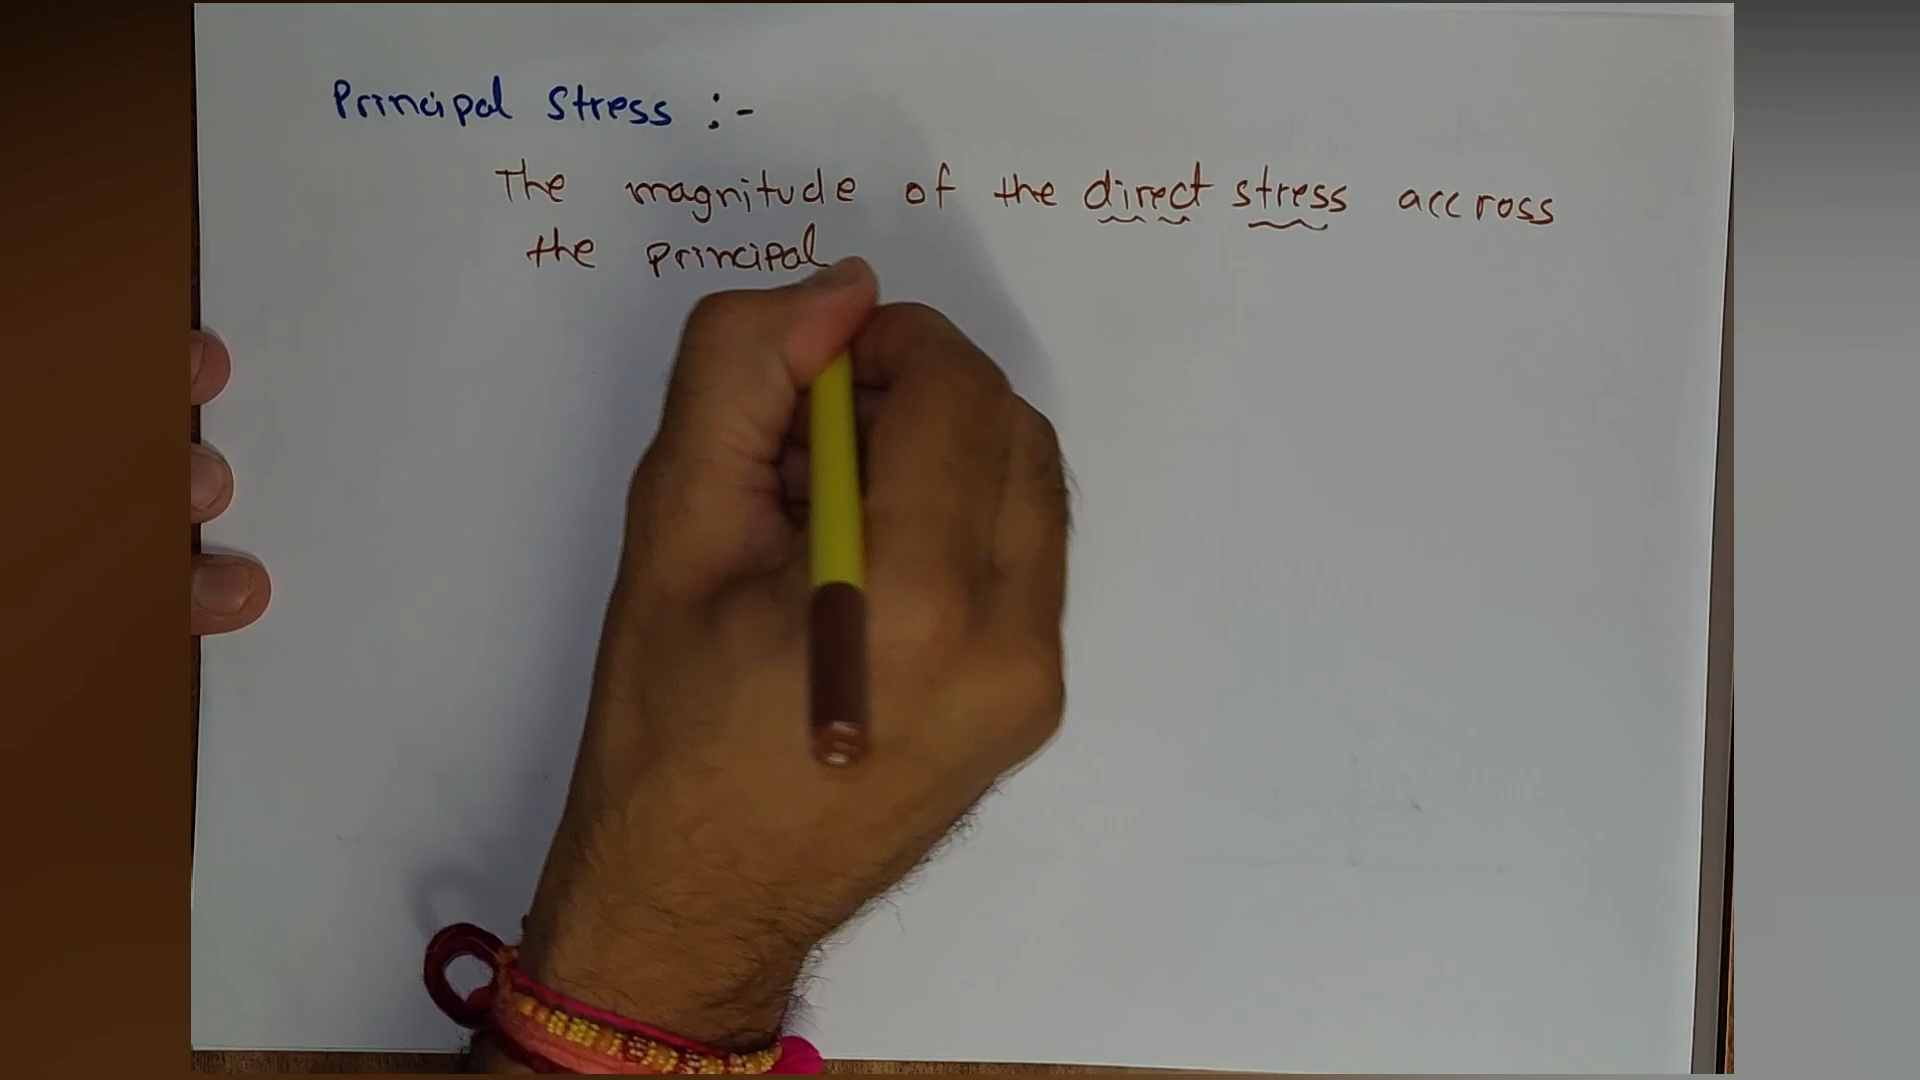 Principal Stress :-
The magnitude of the direct stress accross
the principal